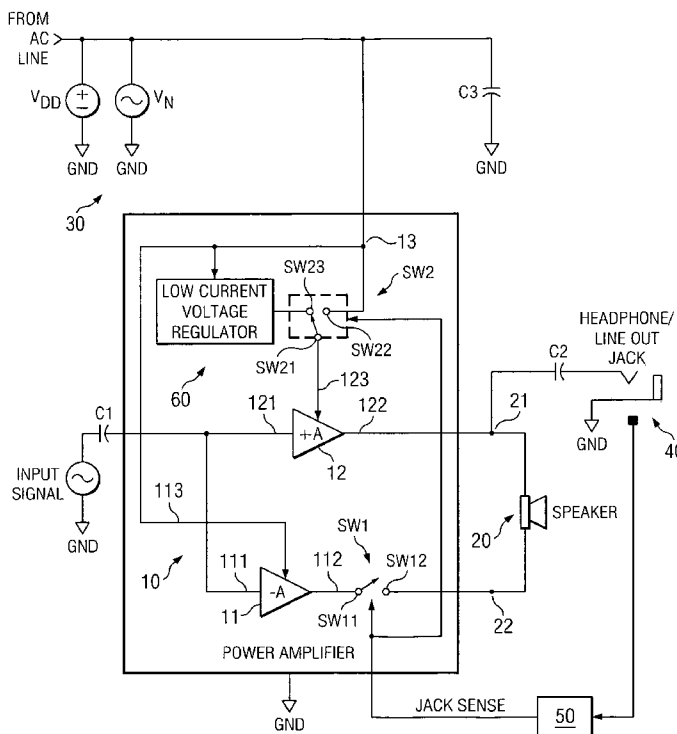 FROM
AC
LINE
VDD
VN
C3
GND
GND
GND
30
13
SW23
SW2
LOW CURRENT
VOLTAGE
REGULATOR
SW22
SW21
HEADPHONE/
LINE OUT
JACK
C2
60
123
C1
121
+A
122
21
GND
40
12
INPUT
SIGNAL
113
SW1
20
SPEAKER
GND
10
111
112
SW12
11
-A
SW11
22
POWER AMPLIFIER
GND
JACK SENSE
50